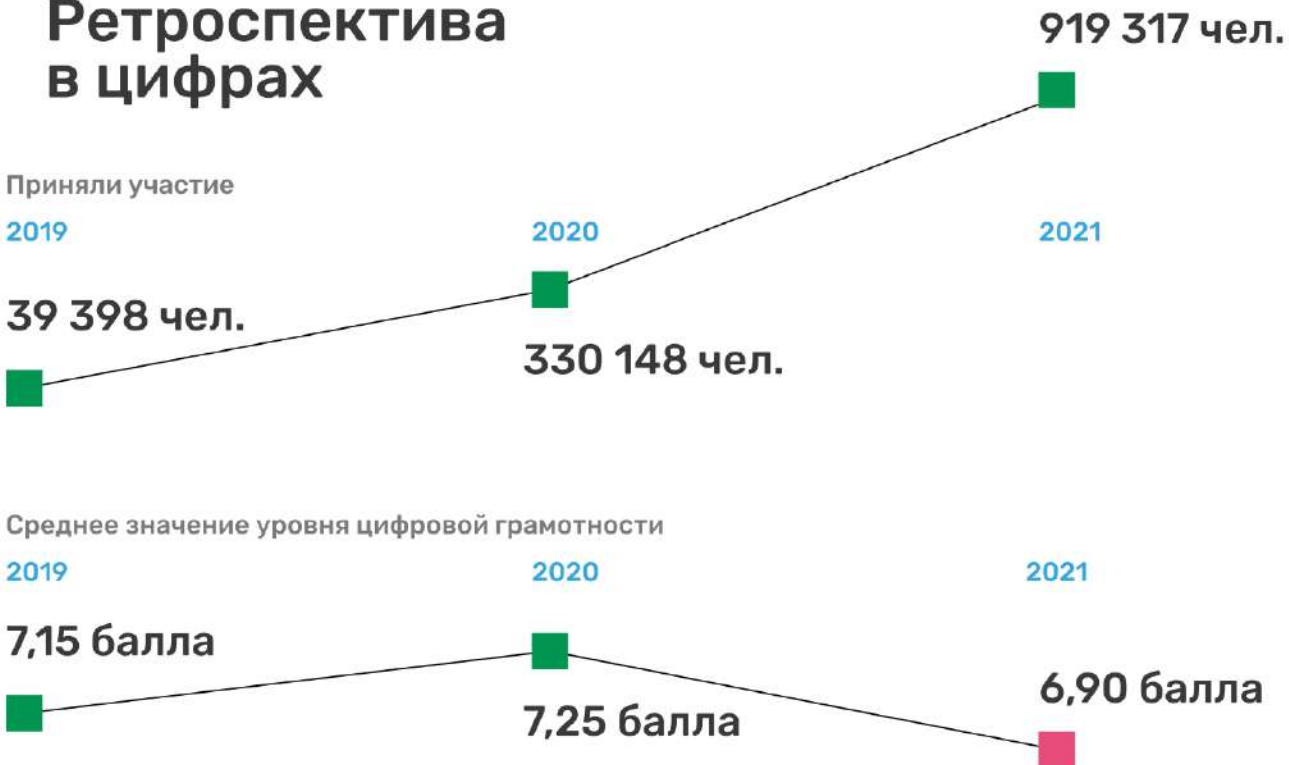 Ретроспектива
в цифрах
919 317 чел.
Приняли участие
2019
2020
2021
39 398 чел.
330 148 чел.
Среднее значение уровня цифровой грамотности
2019
2020
2021
7,15 балла
7,25 балла
6,90 балла